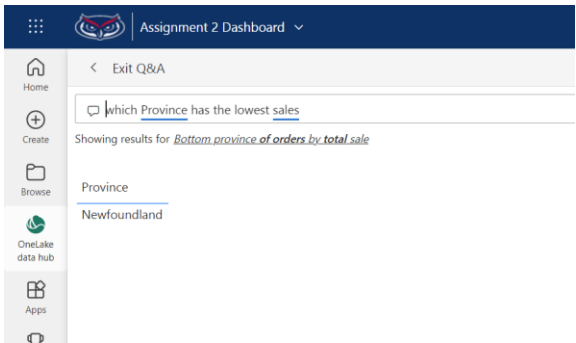 Assignment 2 Dashboard
Home
Exit Q&A
Create
which Province has the lowest sales
Showing results for Bottom province of orders by total sale
Browse
Province
Newfoundland
OneLake
data hub
Apps